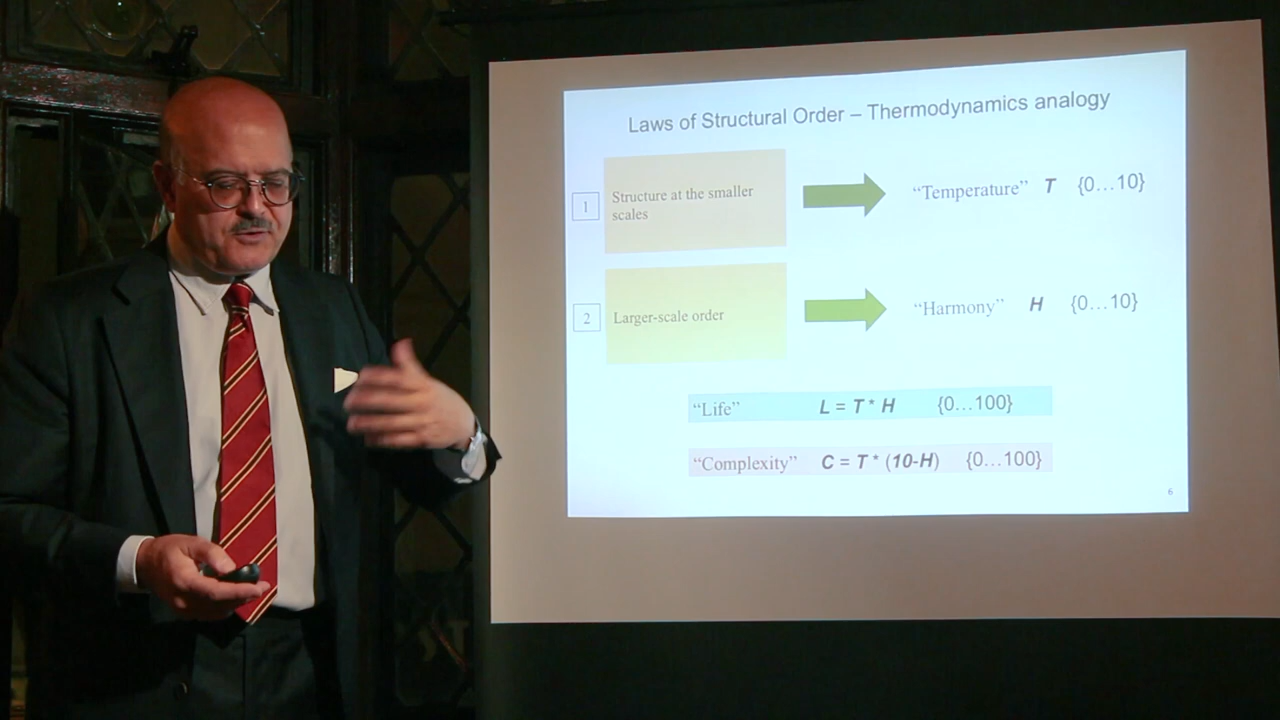 Laws of Structural Order – Thermodynamics analogy
1
Structure at the smaller
scales
“Temperature” T {0…10}
2
Larger-scale order
“Harmony” H {0…10}
“Life” L = T * H {0…100}
“Complexity” C = T * (10-H) {0…100}
6